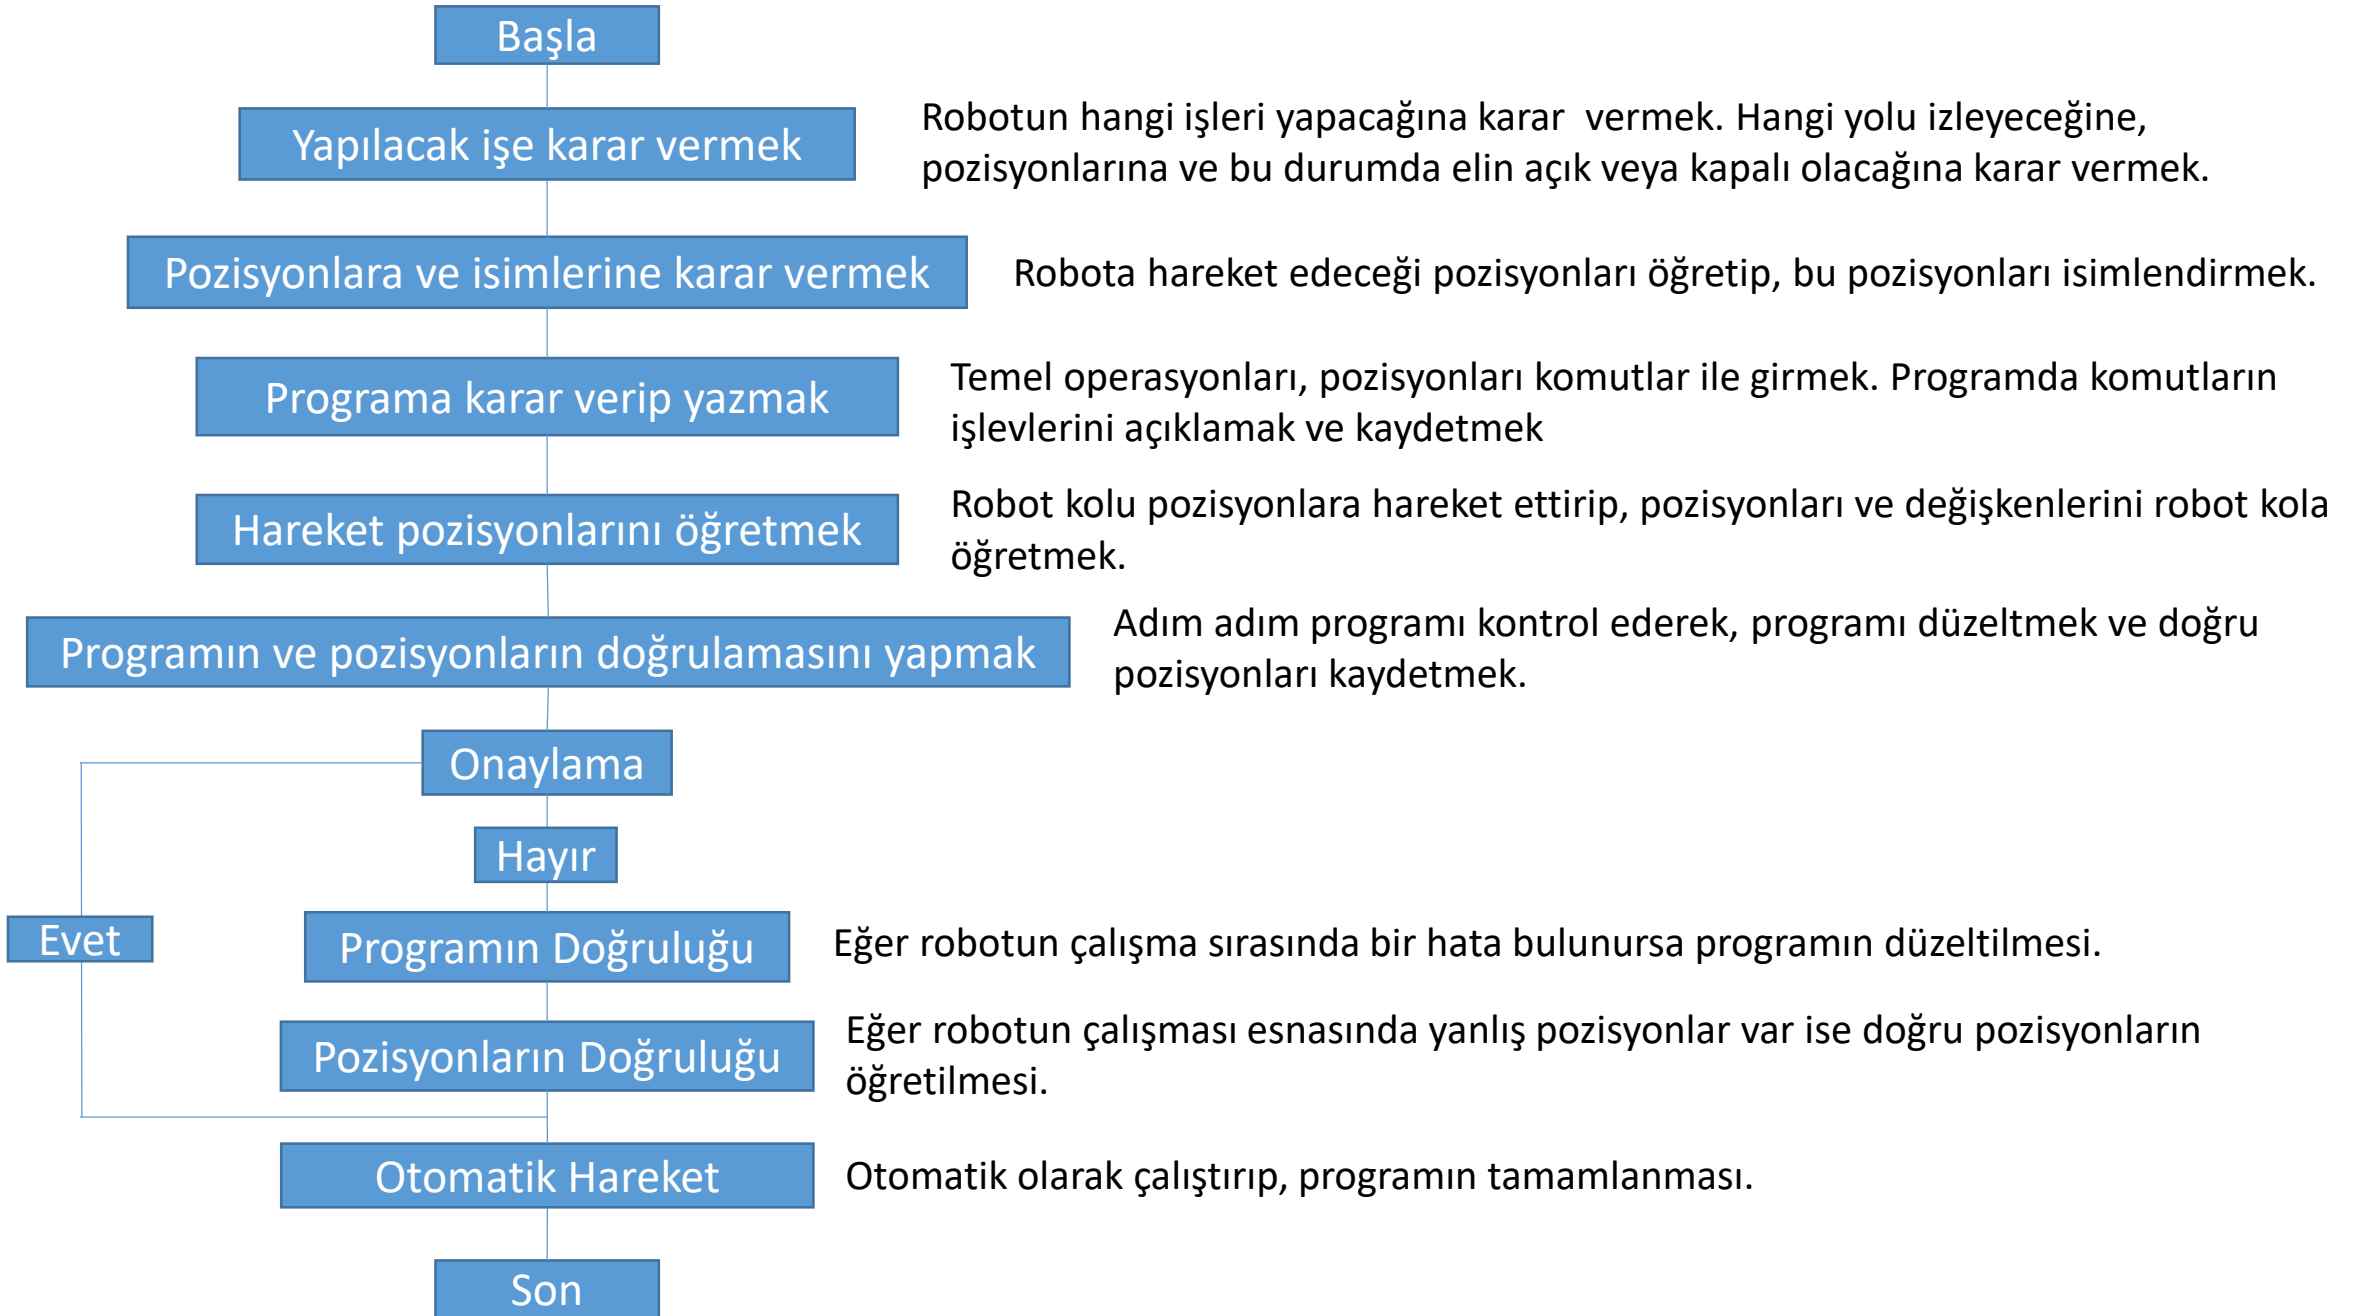 Başla
Yapılacak işe karar vermek
Robotun hangi işleri yapacağına karar  vermek. Hangi yolu izleyeceğine,
pozisyonlarına ve bu durumda elin açık veya kapalı olacağına karar vermek.
Pozisyonlara ve isimlerine karar vermek
Robota hareket edeceği pozisyonları öğretip, bu pozisyonları isimlendirmek.
Programa karar verip yazmak
Temel operasyonları, pozisyonları komutlar ile girmek. Programda komutların
işlevlerini açıklamak ve kaydetmek
Hareket pozisyonlarını öğretmek
Robot kolu pozisyonlara hareket ettirip, pozisyonları ve değişkenlerini robot kola
öğretmek.
Programın ve pozisyonların doğrulamasını yapmak
Adım adım programı kontrol ederek, programı düzeltmek ve doğru
pozisyonları kaydetmek.
Onaylama
Hayır
Evet
Programın Doğruluğu
Eğer robotun çalışma sırasında bir hata bulunursa programın düzeltilmesi.
Pozisyonların Doğruluğu
Eğer robotun çalışması esnasında yanlış pozisyonlar var ise doğru pozisyonların
öğretilmesi.
Otomatik Hareket
Otomatik olarak çalıştırıp, programın tamamlanması.
Son